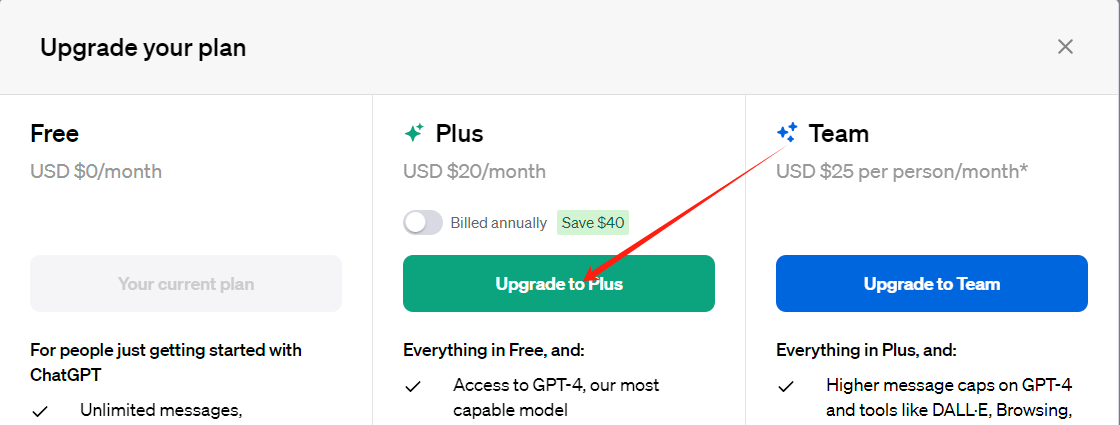 Upgrade your plan
Free
USD $0/month
Your current plan
For people just getting started with
ChatGPT
Unlimited messages,
Plus
USD $20/month
Billed annually
Save $40
Upgrade to Plus
Everything in Free, and:
Access to GPT-4, our most
capable model
Team
USD $25 per person/month*
Upgrade to Team
Everything in Plus, and:
Higher message caps on GPT-4
and tools like DALL·E, Browsing,